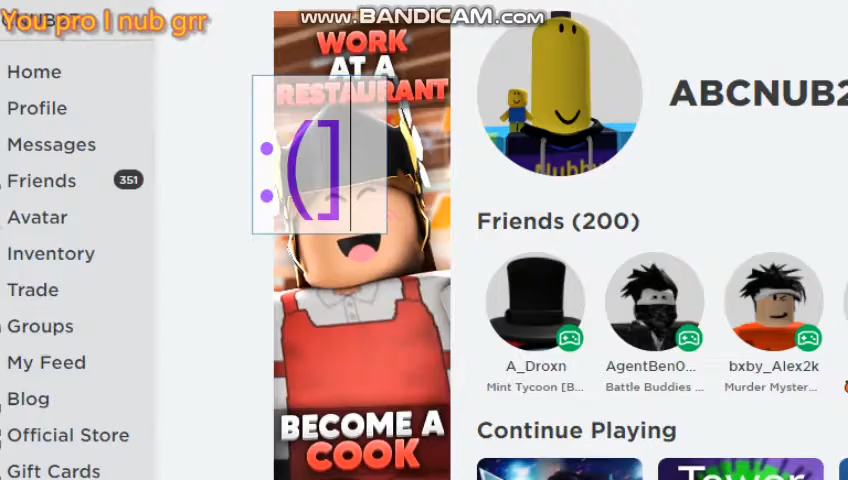 You pro I nub grr
www.BANDICAM.com
Home
Profile
Messages
Friends
351
Avatar
Inventory
Trade
Groups
My Feed
Blog
Official Store
Gift Cards
WORK
AT A
RESTAURANT
:(]
BECOME A
COOK
ABCNUB2
Friends (200)
A_Droxn
AgentBen0...
bxby_Alex2k
Mint Tycoon [B...
Battle Buddies ...
Murder Myster...
Continue Playing
Tower